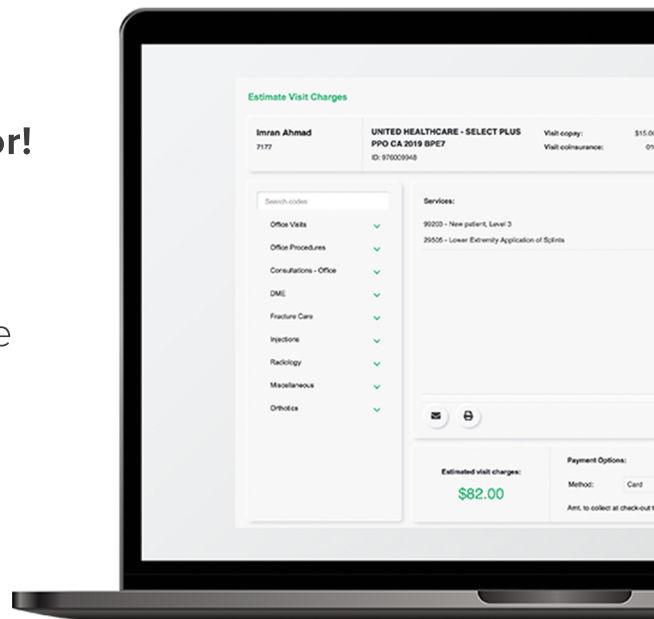 or!
e
Estimate Visit Charges
Imran Ahmad
7177
UNITED HEALTHCARE - SELECT PLUS
PPO CA 2019 BPE7
ID: 976009948
Visit copay: $15.00
Visit coinsurance: 0%
Search codes
Office Visits
Office Procedures
Consultations - Office
DME
Fracture Care
Injections
Radiology
Miscellaneous
Orthotics
Services:
99203 - New patient, Level 3
29505 - Lower Extremity Application of Splints
Estimated visit charges:
$82.00
Payment Options:
Method: Card
Amt. to collect at check-out t